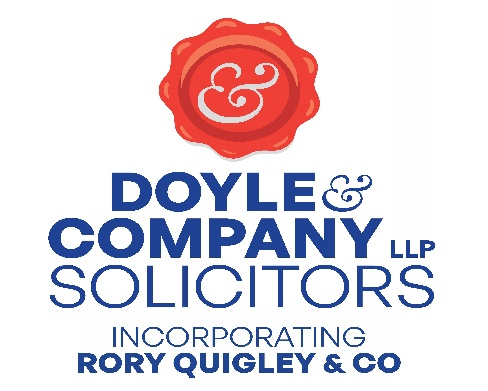 &
DOYLE &
COMPANY LLP
SOLICITORS
INCORPORATING
RORY QUIGLEY & CO